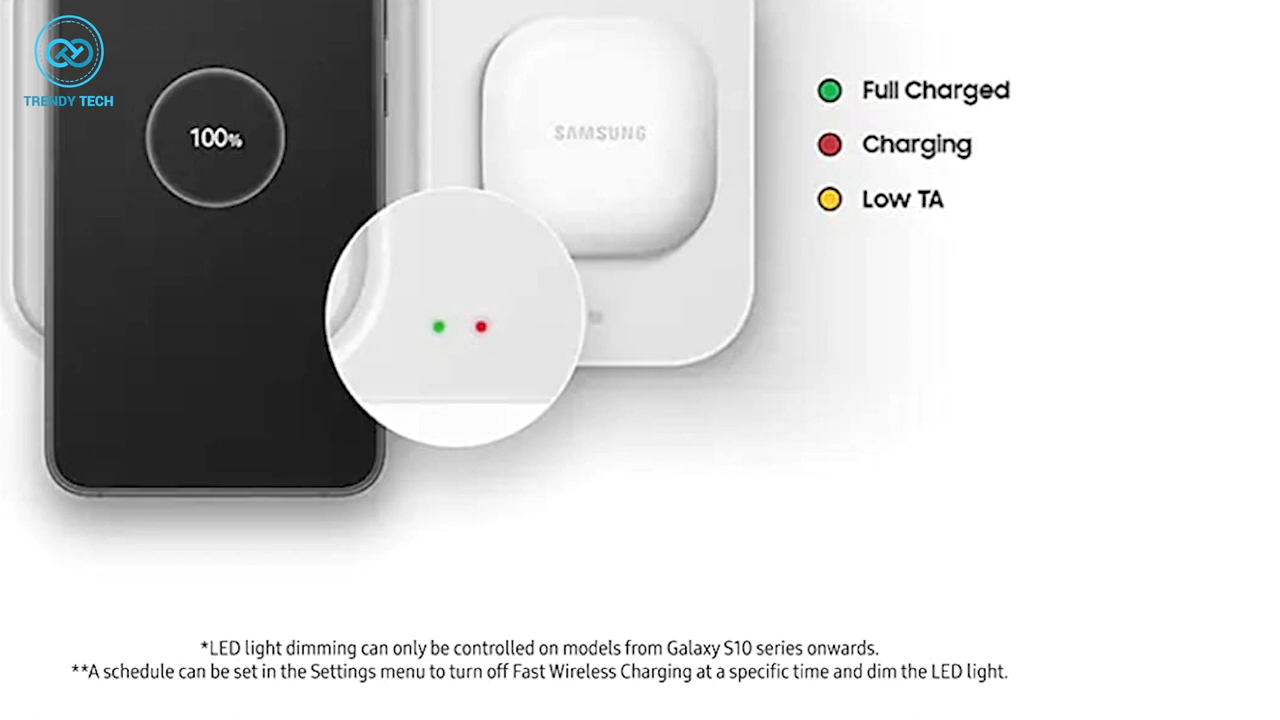 TRENDY TECH
100%
SAMSUNG
Full Charged
Charging
Low TA
*LED light dimming can only be controlled on models from Galaxy S10 series onwards.
**A schedule can be set in the Settings menu to turn off Fast Wireless Charging at a specific time and dim the LED light.